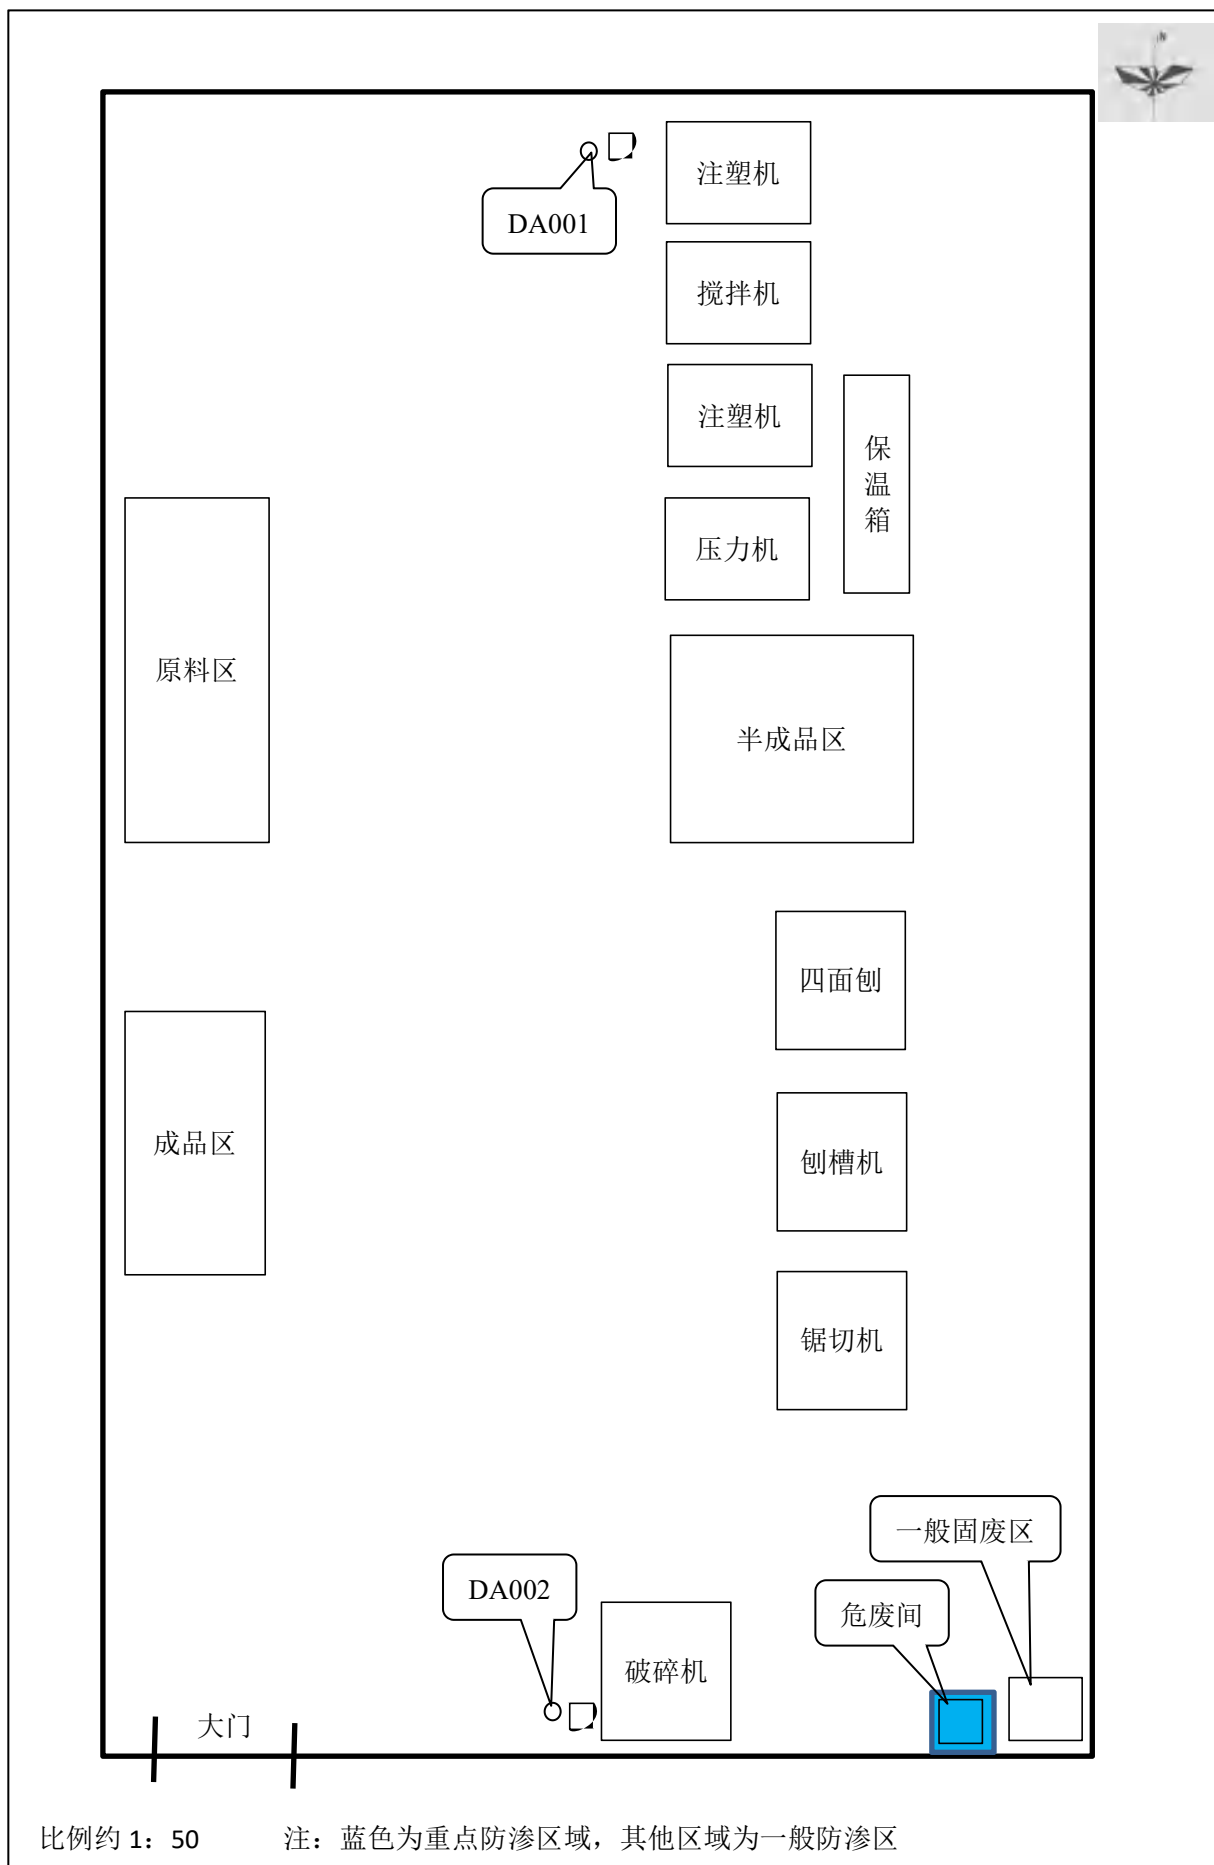 N
注塑机
DA001
搅拌机
注塑机
保温箱
压力机
原料区
半成品区
四面刨
成品区
刨槽机
锯切机
一般固废区
DA002
危废间
破碎机
大门
比例约 1：50 注：蓝色为重点防渗区域，其他区域为一般防渗区